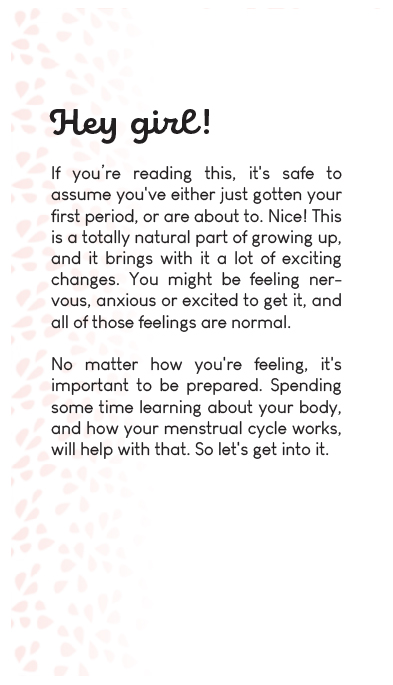 Hey girl!
If you're reading this, it's safe to
assume you've either just gotten your
first period, or are about to. Nice! This
is a totally natural part of growing up,
and it brings with it a lot of exciting
changes. You might be feeling ner-
vous, anxious or excited to get it, and
all of those feelings are normal.
No matter how you're feeling, it's
important to be prepared. Spending
some time learning about your body,
and how your menstrual cycle works,
will help with that. So let's get into it.